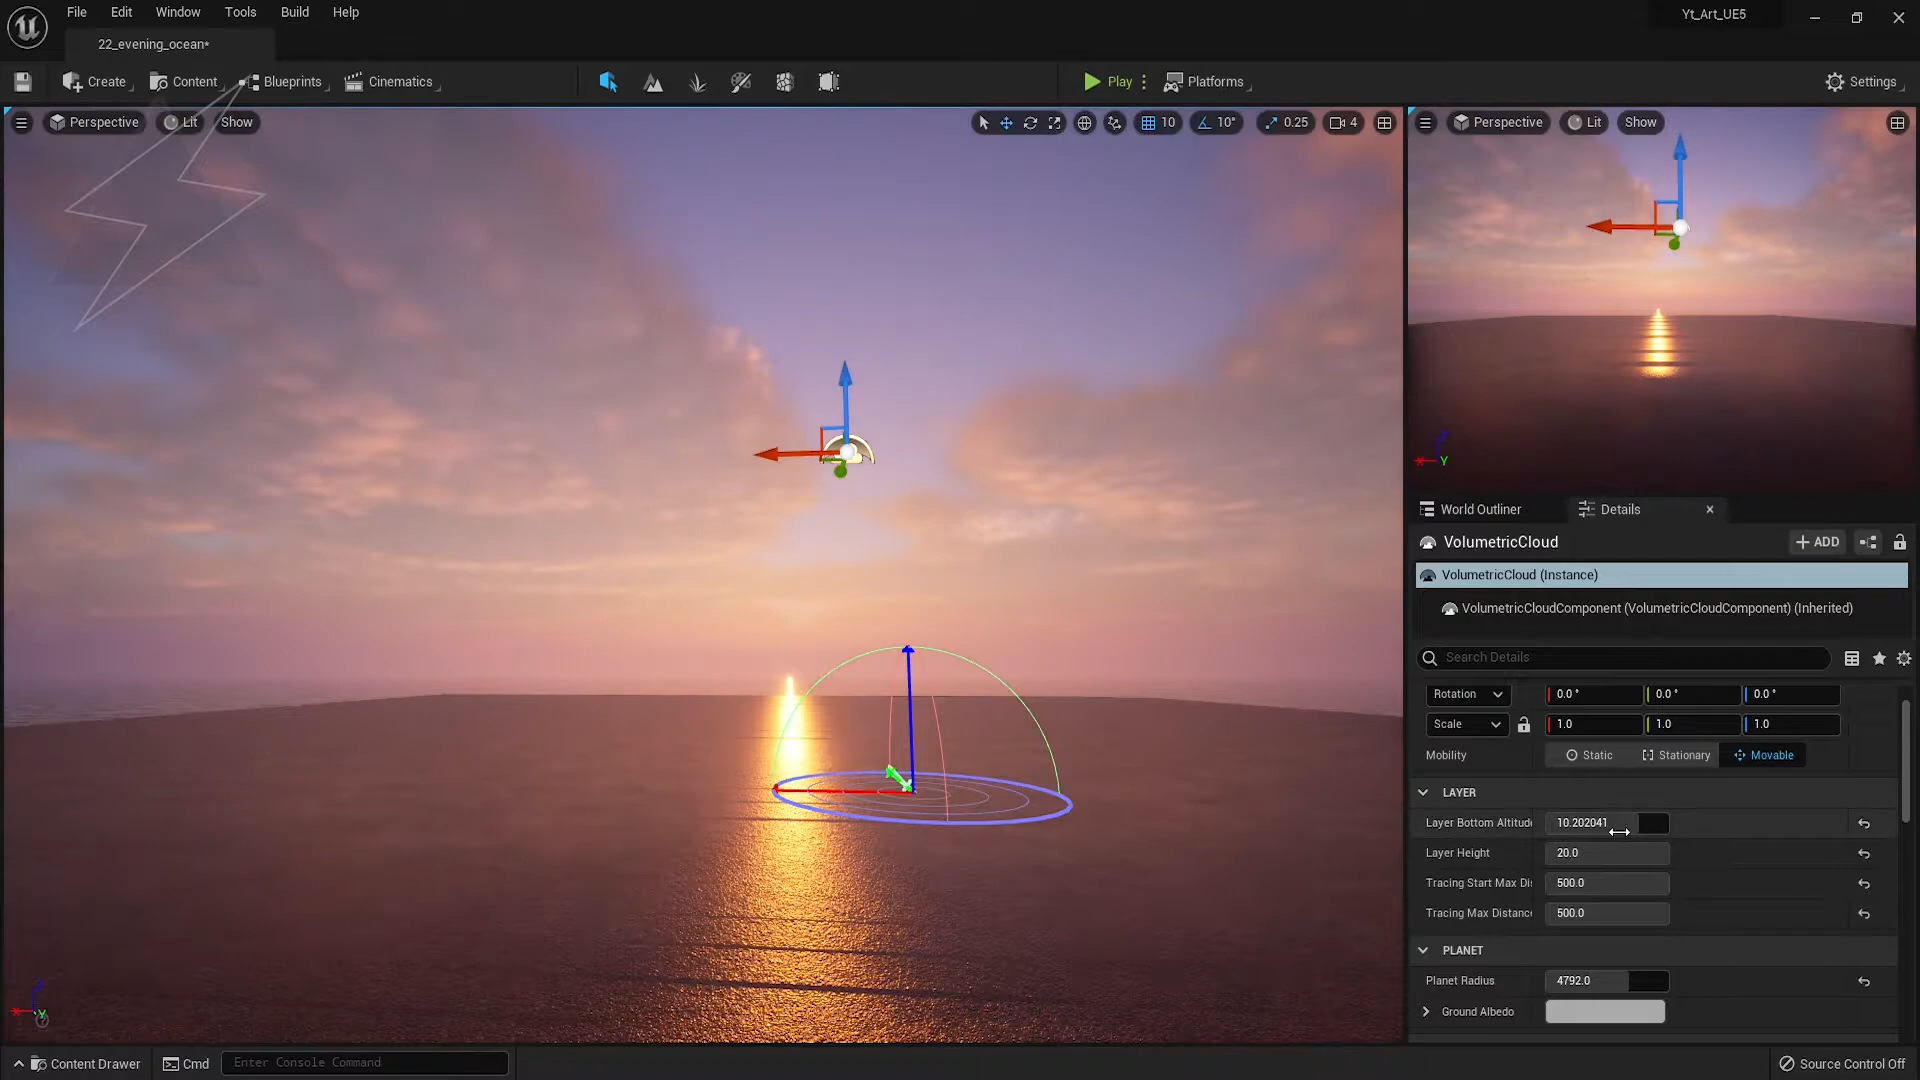 File Edit Window Tools Build Help
Yt_Art_UE5
22_evening_ocean*
Create Content Blueprints Cinematics Play Platforms Settings
Perspective Lit Show 10 10° 0.25 4
Perspective Lit Show
Y
Y
World Outliner Details
VolumetricCloud + ADD
VolumetricCloud (Instance)
VolumetricCloudComponent (VolumetricCloudComponent) (Inherited)
Search Details
Rotation 0.0° 0.0° 0.0°
Scale 1.0 1.0 1.0
Mobility Static Stationary Movable
LAYER
Layer Bottom Altitude 10.202041
Layer Height 20.0
Tracing Start Max Di 500.0
Tracing Max Distance 500.0
PLANET
Planet Radius 4792.0
Ground Albedo
Content Drawer Cmd Enter Console Command Source Control Off